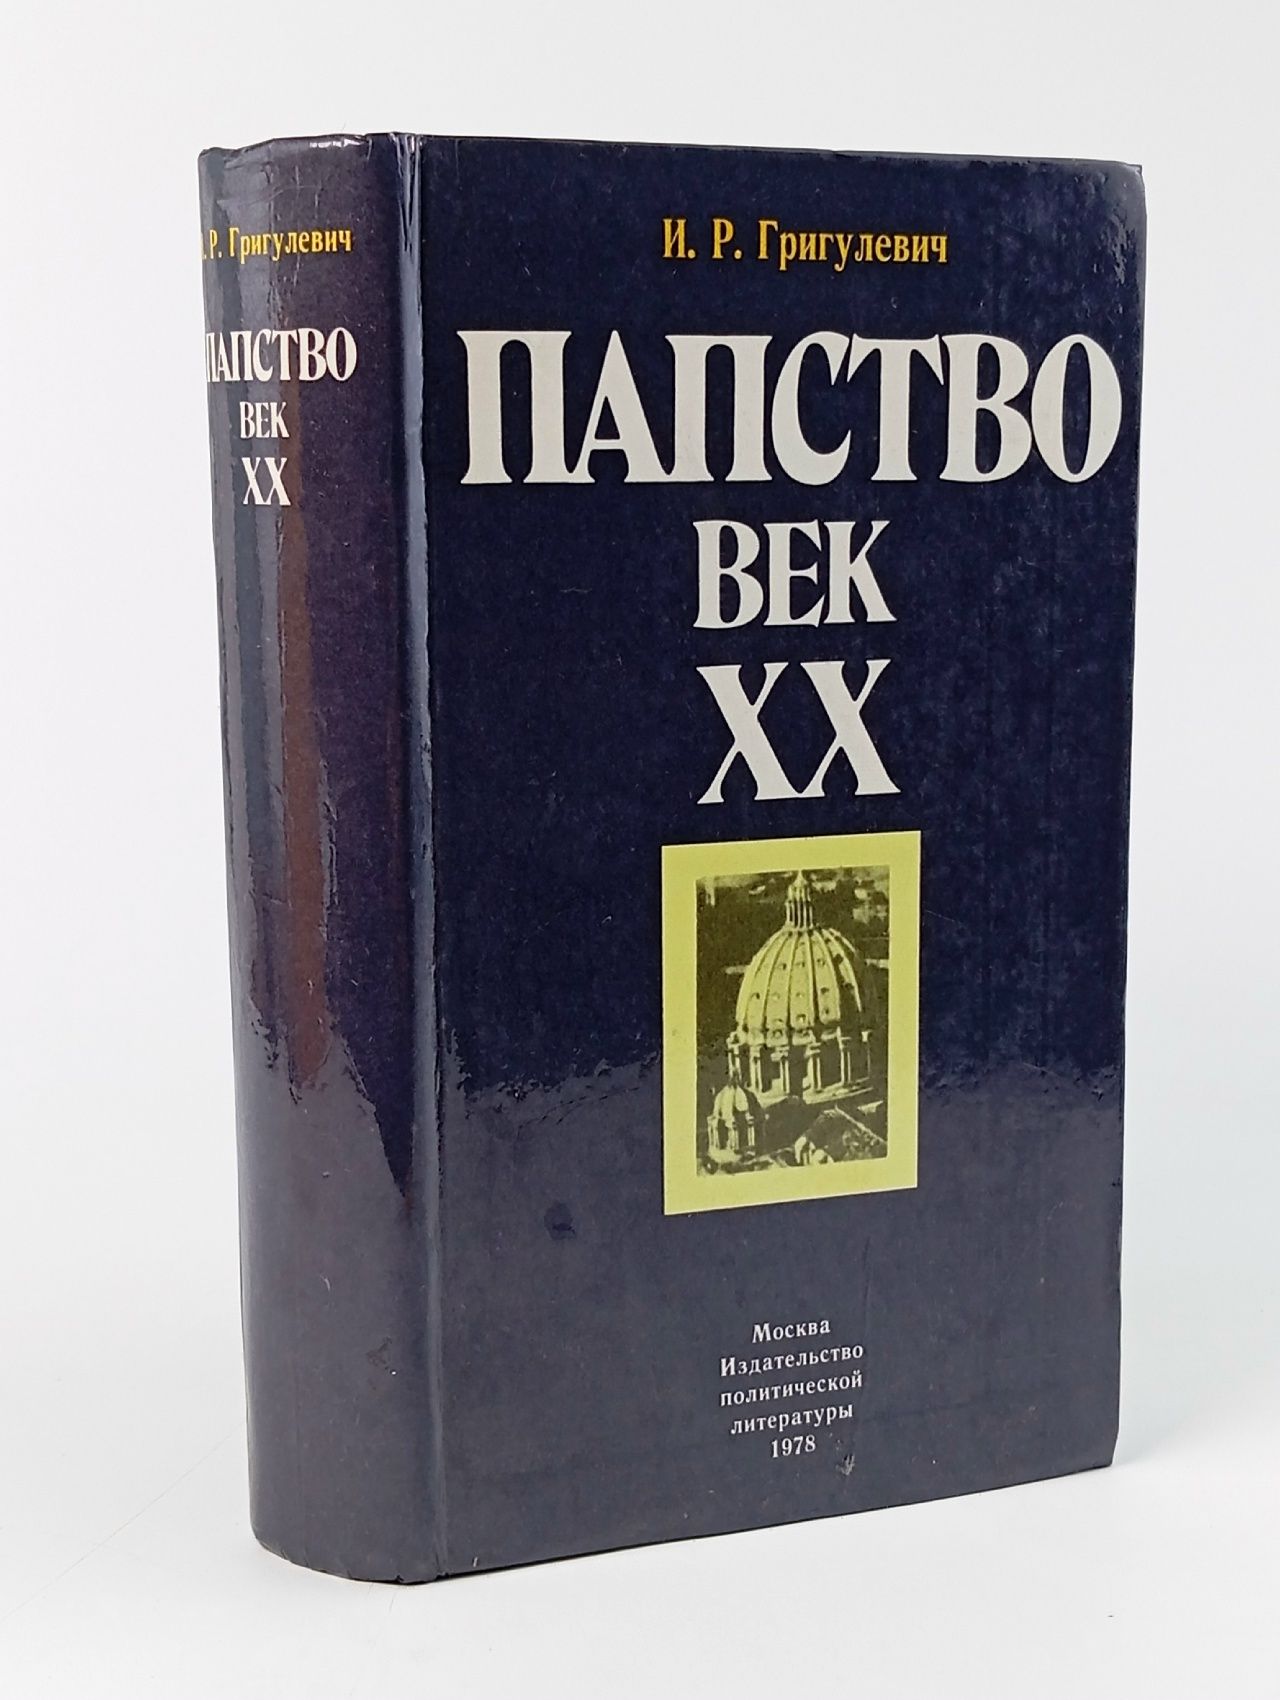 Р. Григулевич
ПАПСТВО
ВЕК
XX
И. Р. Григулевич
ПАПСТВО
ВЕК
XX
Москва
Издательство
политической
литературы
1978